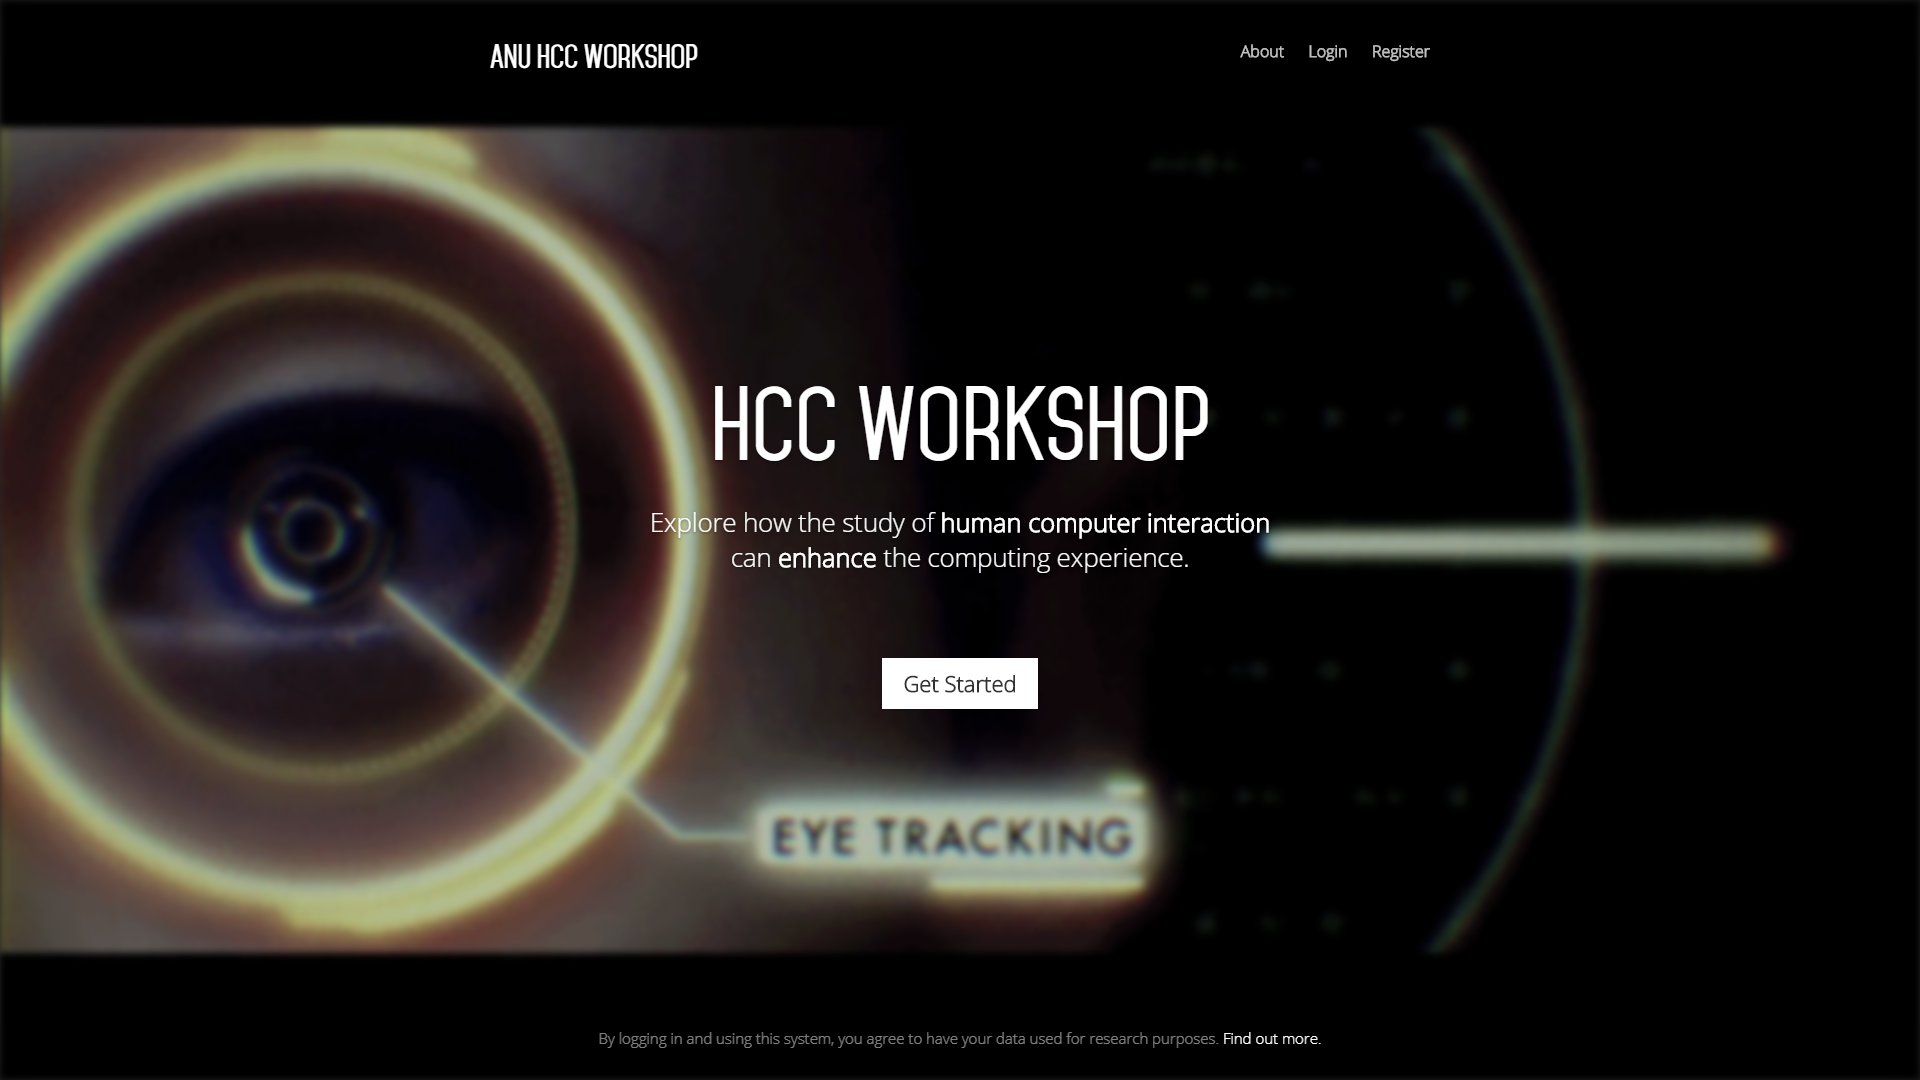 ANU HCC WORKSHOP
About Login Register
HCC WORKSHOP
Explore how the study of human computer interaction
can enhance the computing experience.
Get Started
EYE TRACKING
By logging in and using this system, you agree to have your data used for research purposes. Find out more.